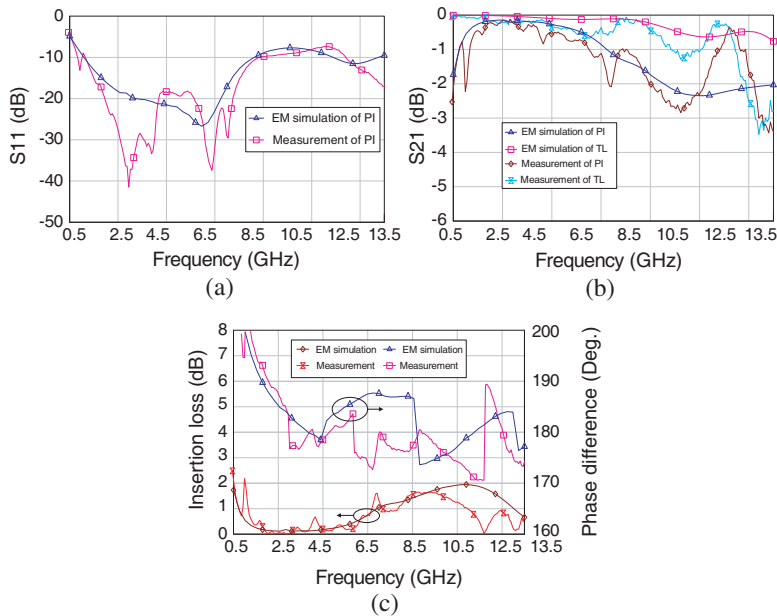 0
-10
-20
-30
-40
-50
S11 (dB)
EM simulation of PI
Measurement of PI
0.5 2.5 4.5 6.5 8.5 10.5 12.5 13.5
Frequency (GHz)
(a)
0
-1
-2
-3
-4
-5
-6
S21 (dB)
EM simulation of PI
EM simulation of TL
Measurement of PI
Measurement of TL
0.5 2.5 4.5 6.5 8.5 10.5 12.5 13.5
Frequency (GHz)
(b)
8
7
6
5
4
3
2
1
0
Insertion loss (dB)
EM simulation EM simulation
Measurement Measurement
200
190
180
170
160
Phase difference (Deg.)
0.5 2.5 4.5 6.5 8.5 10.5 12.5 13.5
Frequency (GHz)
(c)